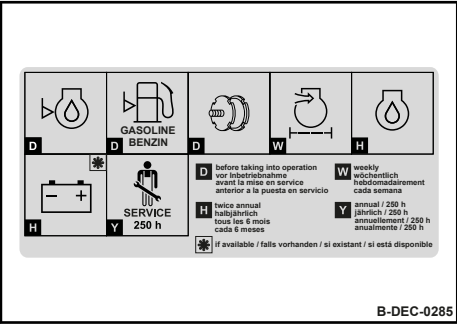 D
D
GASOLINE
BENZIN
D
W
H
H
- +
Y
SERVICE
250 h
D
before taking into operation
vor Inbetriebnahme
avant la mise en service
anterior a la puesta en servicio
W
weekly
wöchentlich
hebdomadairement
cada semana
H
twice annual
halbjährlich
tous les 6 mois
cada 6 meses
Y
annual / 250 h
jährlich / 250 h
annuellement / 250 h
anualmente / 250 h
if available / falls vorhanden / si existant / si está disponible
B-DEC-0285